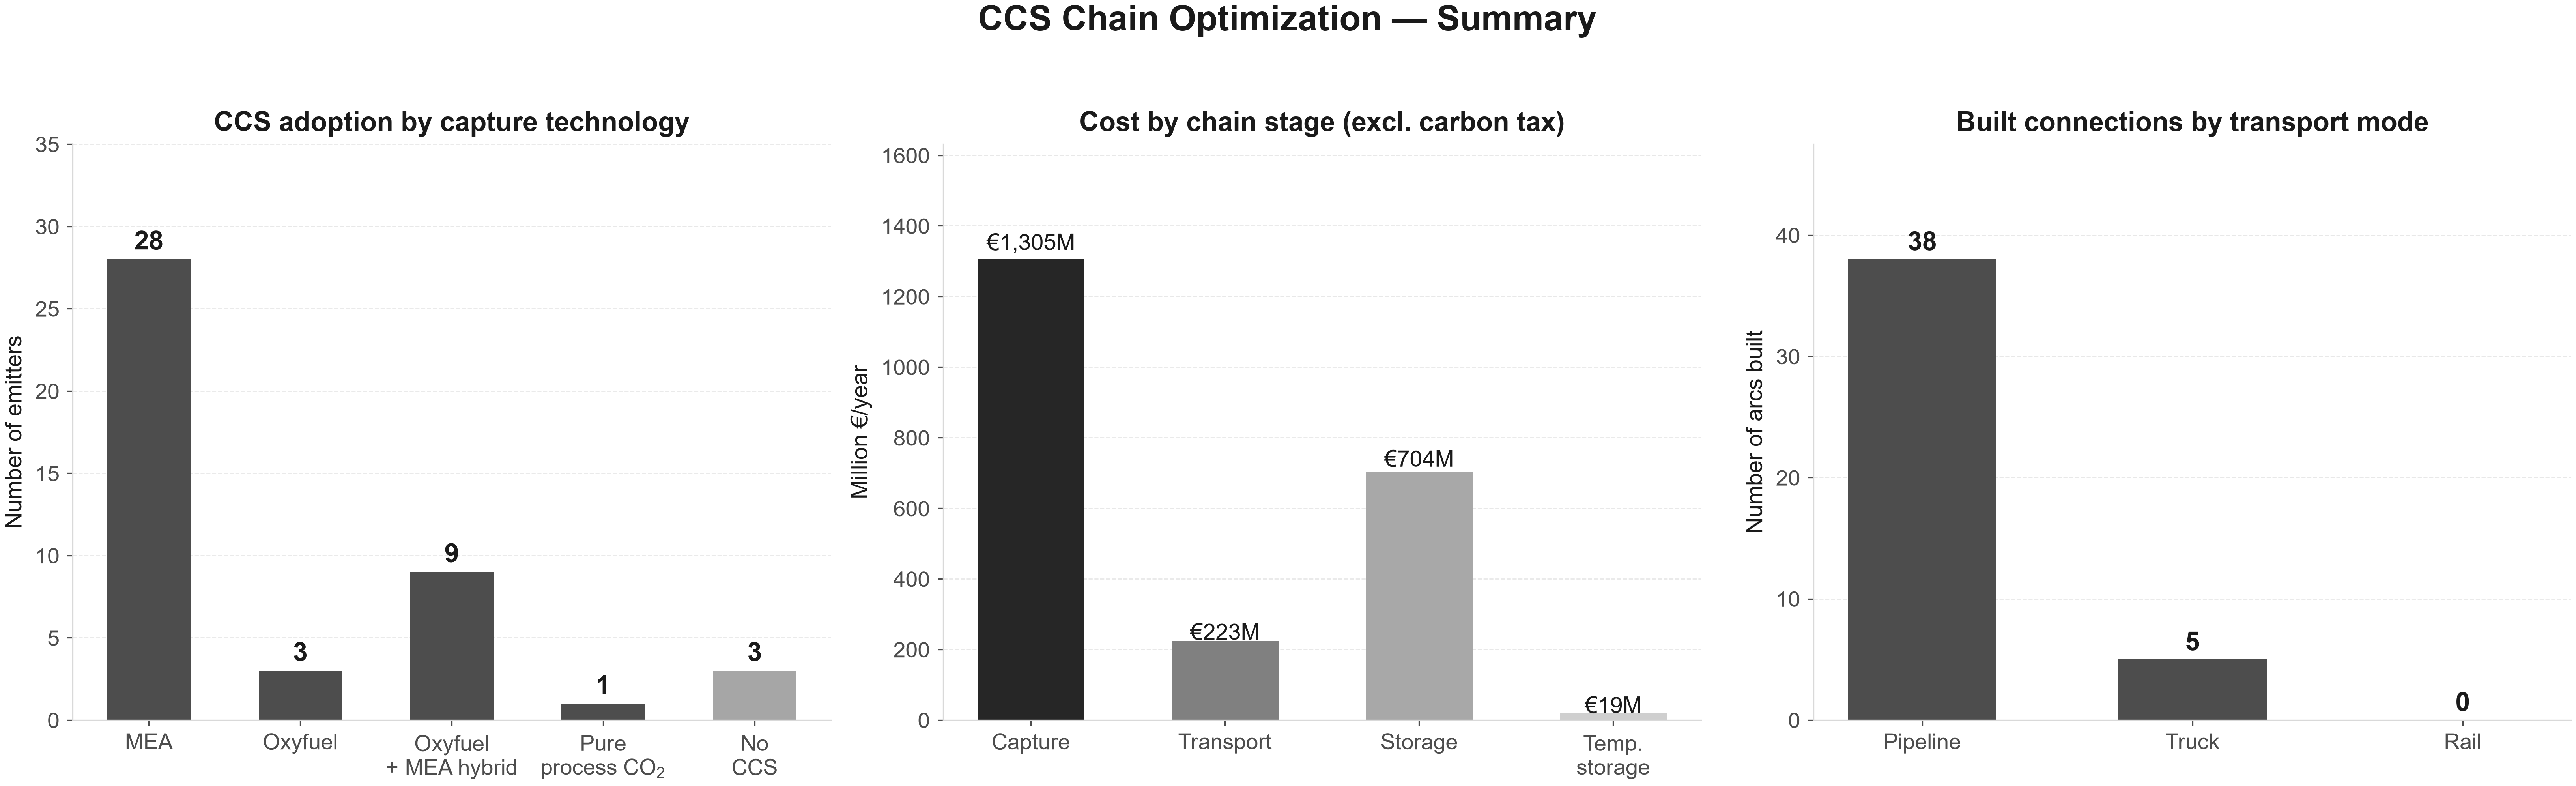 CCS Chain Optimization — Summary
CCS adoption by capture technology
35
30
25
20
15
10
5
0
Number of emitters
28
3
9
1
3
MEA
Oxyfuel
Oxyfuel
+ MEA hybrid
Pure
process CO₂
No
CCS
Cost by chain stage (excl. carbon tax)
1600
1400
1200
1000
800
600
400
200
0
Million €/year
€1,305M
€223M
€704M
€19M
Capture
Transport
Storage
Temp.
storage
Built connections by transport mode
40
30
20
10
0
Number of arcs built
38
5
0
Pipeline
Truck
Rail